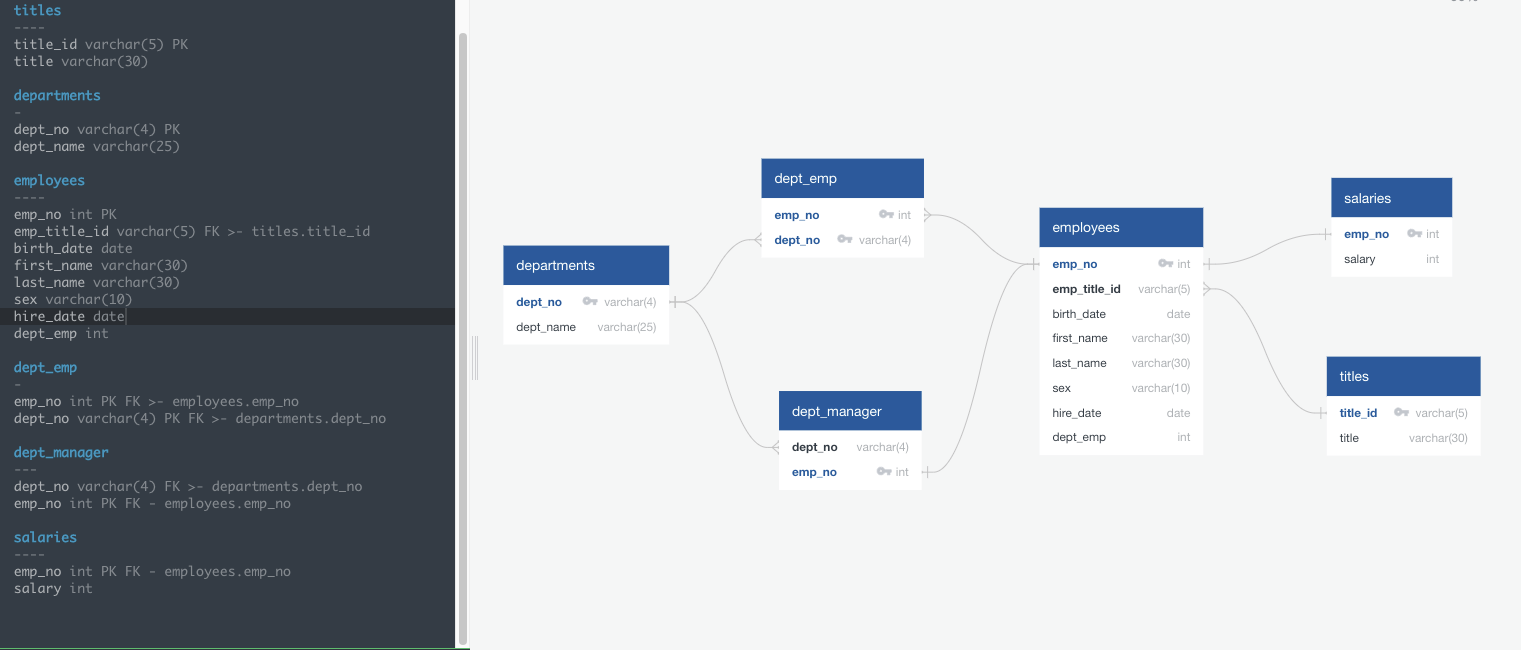 titles
----
title_id varchar(5) PK
title varchar(30)
departments
-
dept_no varchar(4) PK
dept_name varchar(25)
employees
----
emp_no int PK
emp_title_id varchar(5) FK >- titles.title_id
birth_date date
first_name varchar(30)
last_name varchar(30)
sex varchar(10)
hire_date date
dept_emp int
dept_emp
-
emp_no int PK FK >- employees.emp_no
dept_no varchar(4) PK FK >- departments.dept_no
dept_manager
---
dept_no varchar(4) FK >- departments.dept_no
emp_no int PK FK - employees.emp_no
salaries
----
emp_no int PK FK - employees.emp_no
salary int
departments
dept_no varchar(4)
dept_name varchar(25)
dept_emp
emp_no int
dept_no varchar(4)
dept_manager
dept_no varchar(4)
emp_no int
employees
emp_no int
emp_title_id varchar(5)
birth_date date
first_name varchar(30)
last_name varchar(30)
sex varchar(10)
hire_date date
dept_emp int
salaries
emp_no int
salary int
titles
title_id varchar(5)
title varchar(30)